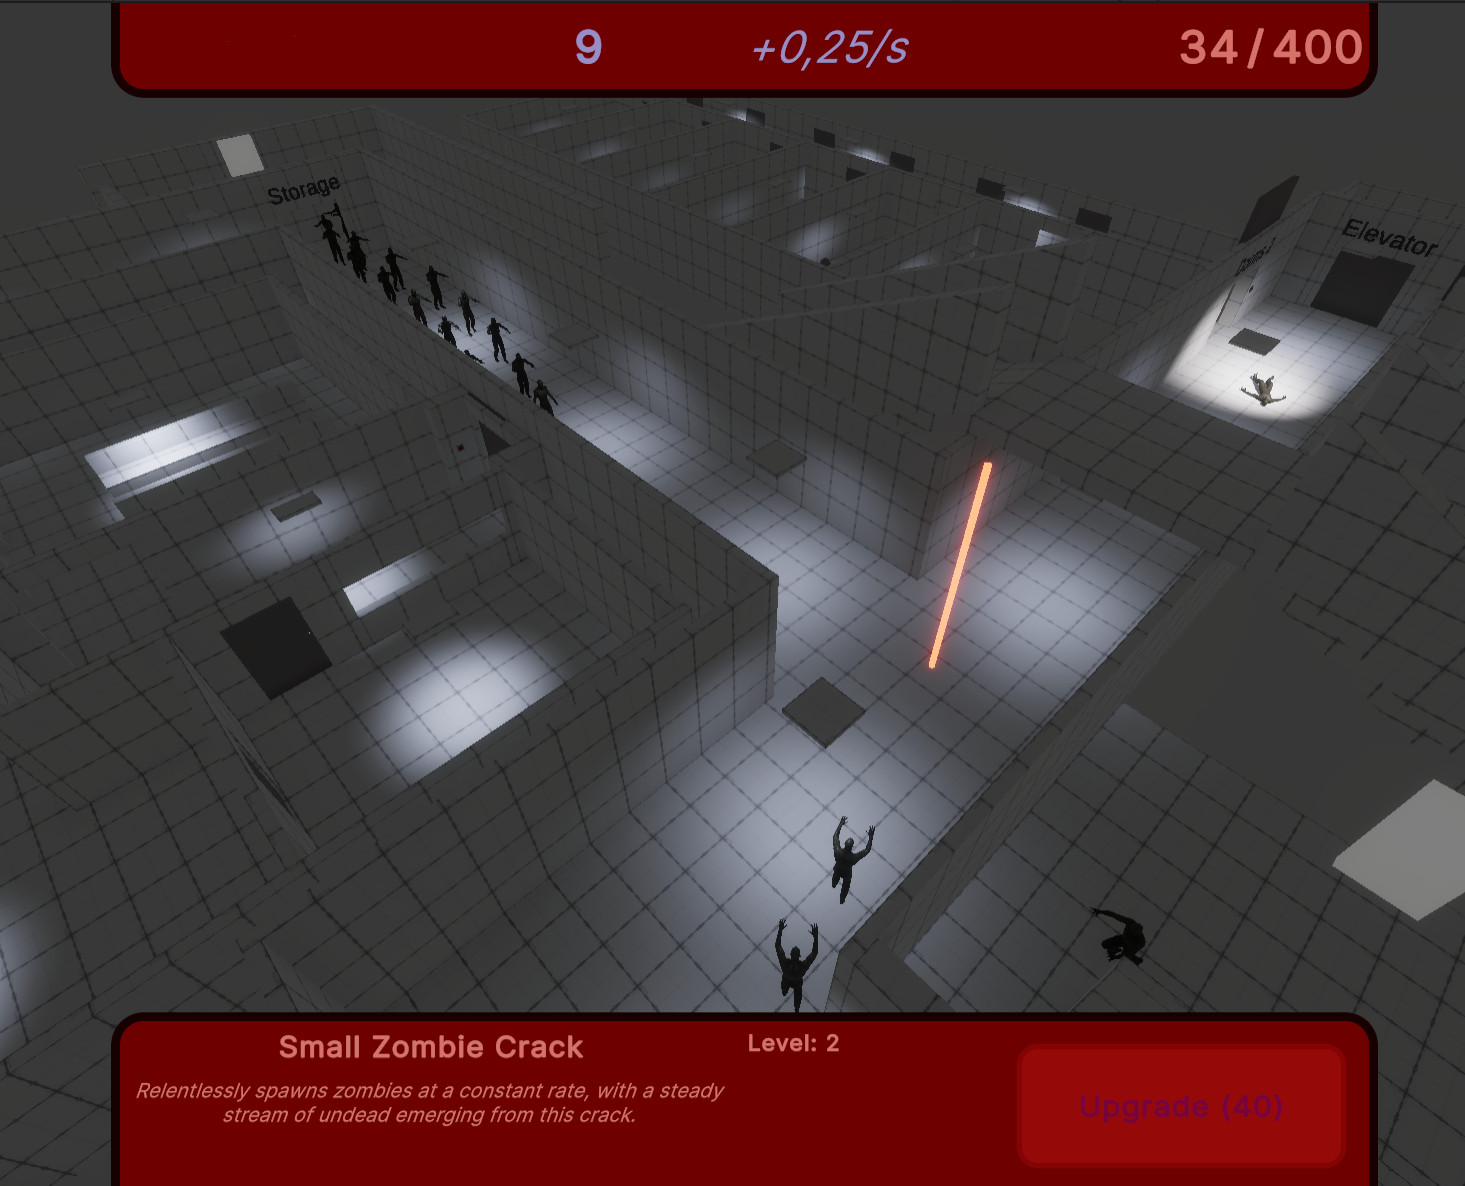 9
+0,25/s
34/400
Storage
Elevator
Small Zombie Crack
Level: 2
Relentlessly spawns zombies at a constant rate, with a steady
stream of undead emerging from this crack.
Upgrade (40)